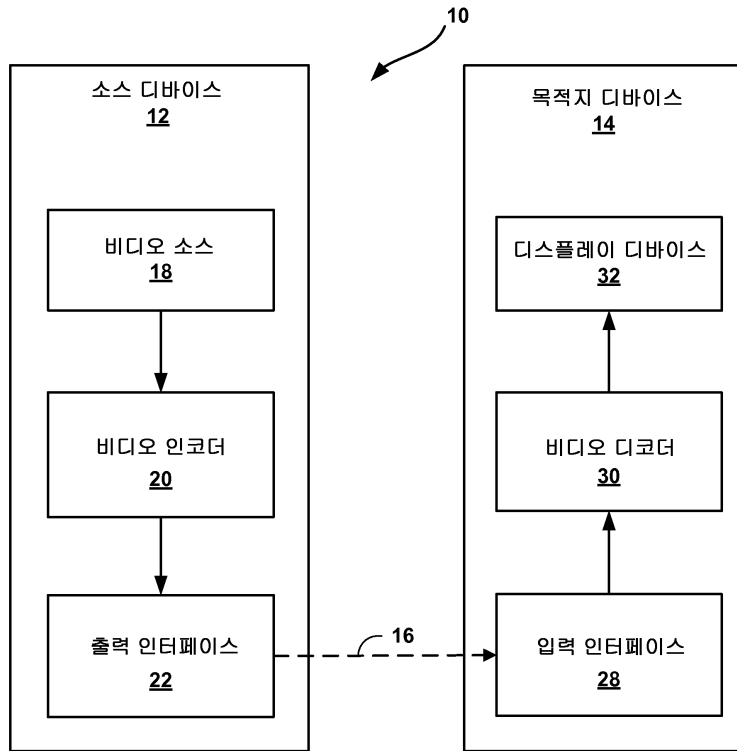 10
소스 디바이스
12
비디오 소스
18
비디오 인코더
20
출력 인터페이스
22
16
목적지 디바이스
14
디스플레이 디바이스
32
비디오 디코더
30
입력 인터페이스
28